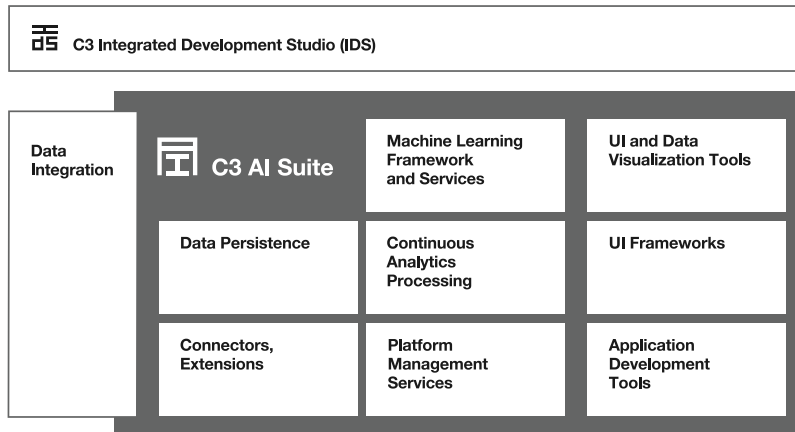 ids
C3 Integrated Development Studio (IDS)
Data
Integration
C3 AI Suite
Machine Learning
Framework
and Services
UI and Data
Visualization Tools
Data Persistence
Continuous
Analytics
Processing
UI Frameworks
Connectors,
Extensions
Platform
Management
Services
Application
Development
Tools